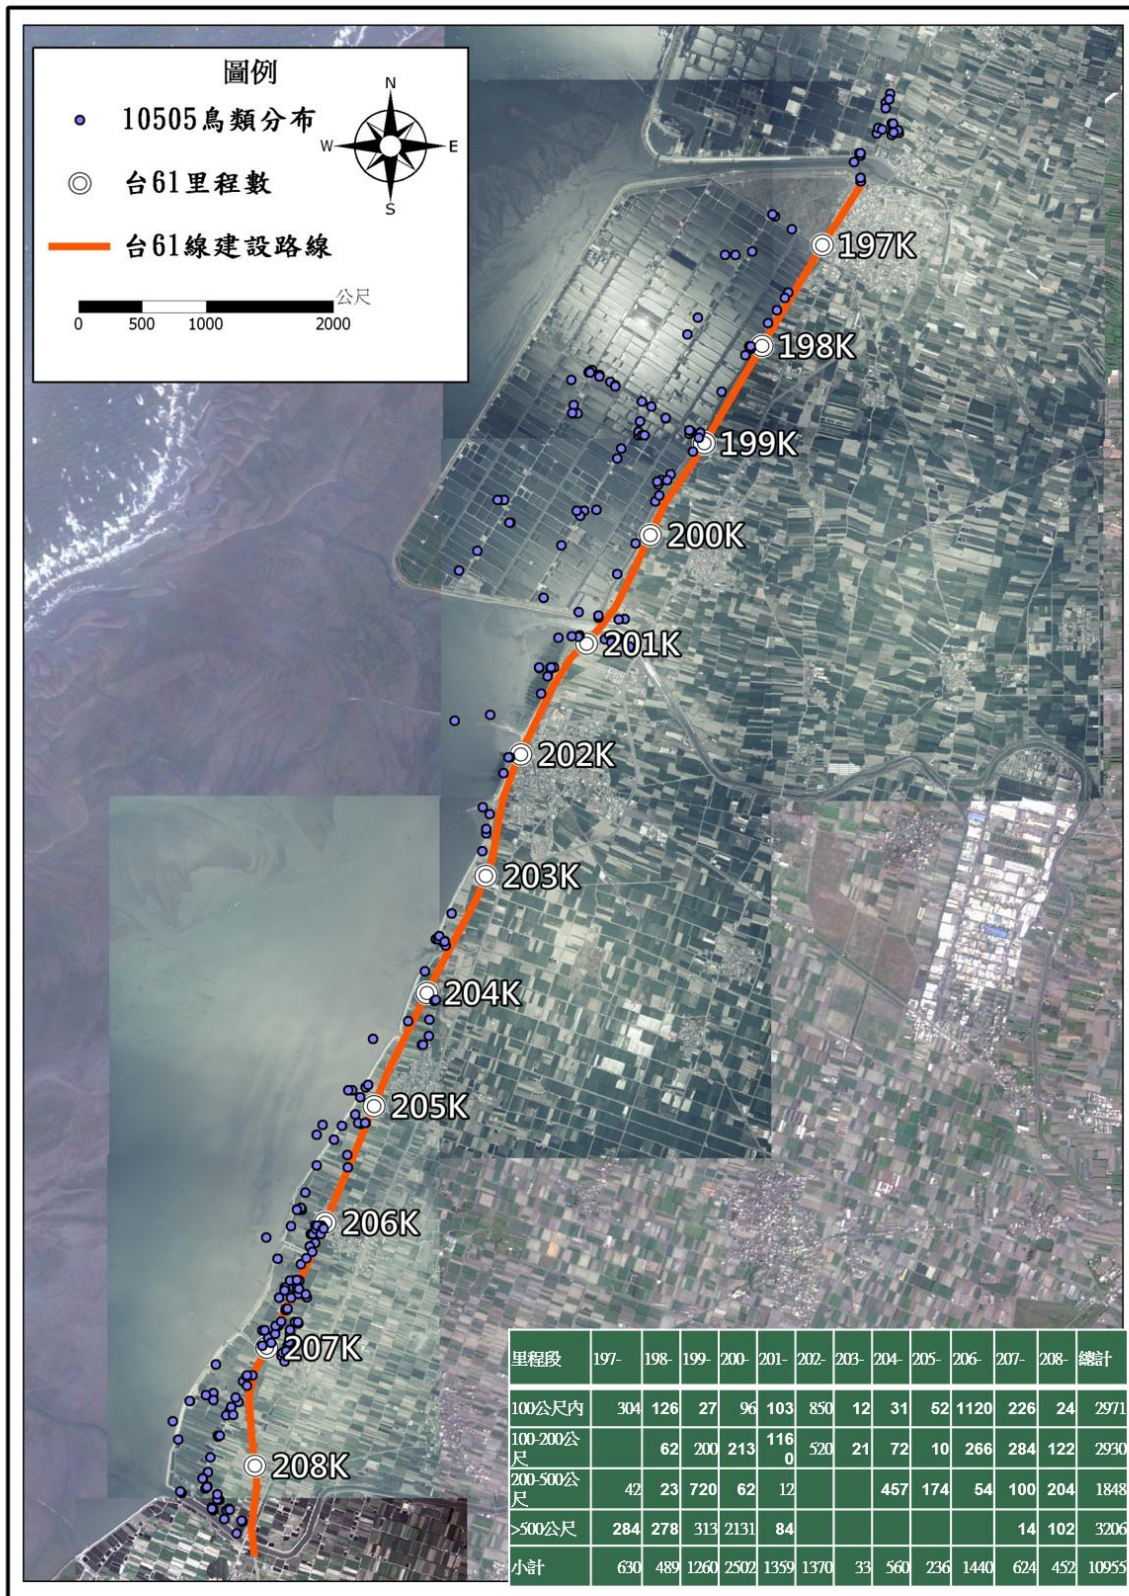 圖例
10505鳥類分布
台61里程數
台61線建設路線
N
W E
S
公尺
0 500 1000 2000
197K
198K
199K
200K
201K
202K
203K
204K
205K
206K
207K
208K
里程段 197- 198- 199- 200- 201- 202- 203- 204- 205- 206- 207- 208- 總計
100公尺內 304 126 27 96 103 850 12 31 52 1120 226 24 2971
100-200公尺 62 200 213 1160 520 21 72 10 266 284 122 2930
200-500公尺 42 23 720 62 12 457 174 54 100 204 1848
>500公尺 284 278 313 2131 84 14 102 3206
小計 630 489 1260 2502 1359 1370 33 560 236 1440 624 452 10955